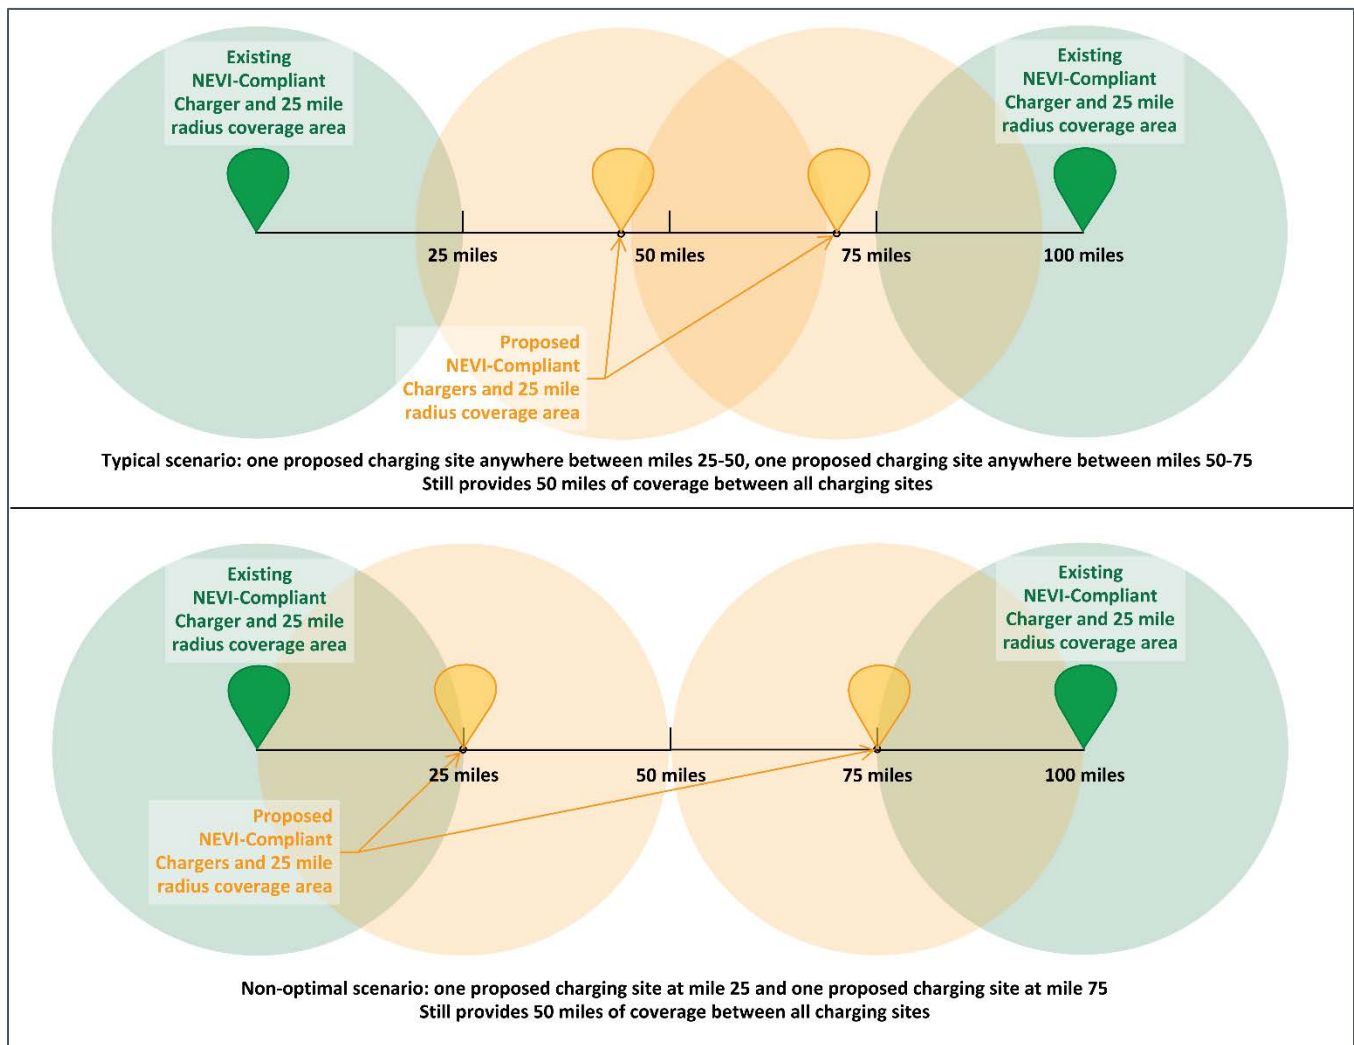 Existing
NEVI-Compliant
Charger and 25 mile
radius coverage area
Existing
NEVI-Compliant
Charger and 25 mile
radius coverage area
25 miles
50 miles
75 miles
100 miles
Proposed
NEVI-Compliant
Chargers and 25 mile
radius coverage area
Typical scenario: one proposed charging site anywhere between miles 25-50, one proposed charging site anywhere between miles 50-75
Still provides 50 miles of coverage between all charging sites
Existing
NEVI-Compliant
Charger and 25 mile
radius coverage area
Existing
NEVI-Compliant
Charger and 25 mile
radius coverage area
25 miles
50 miles
75 miles
100 miles
Proposed
NEVI-Compliant
Chargers and 25 mile
radius coverage area
Non-optimal scenario: one proposed charging site at mile 25 and one proposed charging site at mile 75
Still provides 50 miles of coverage between all charging sites